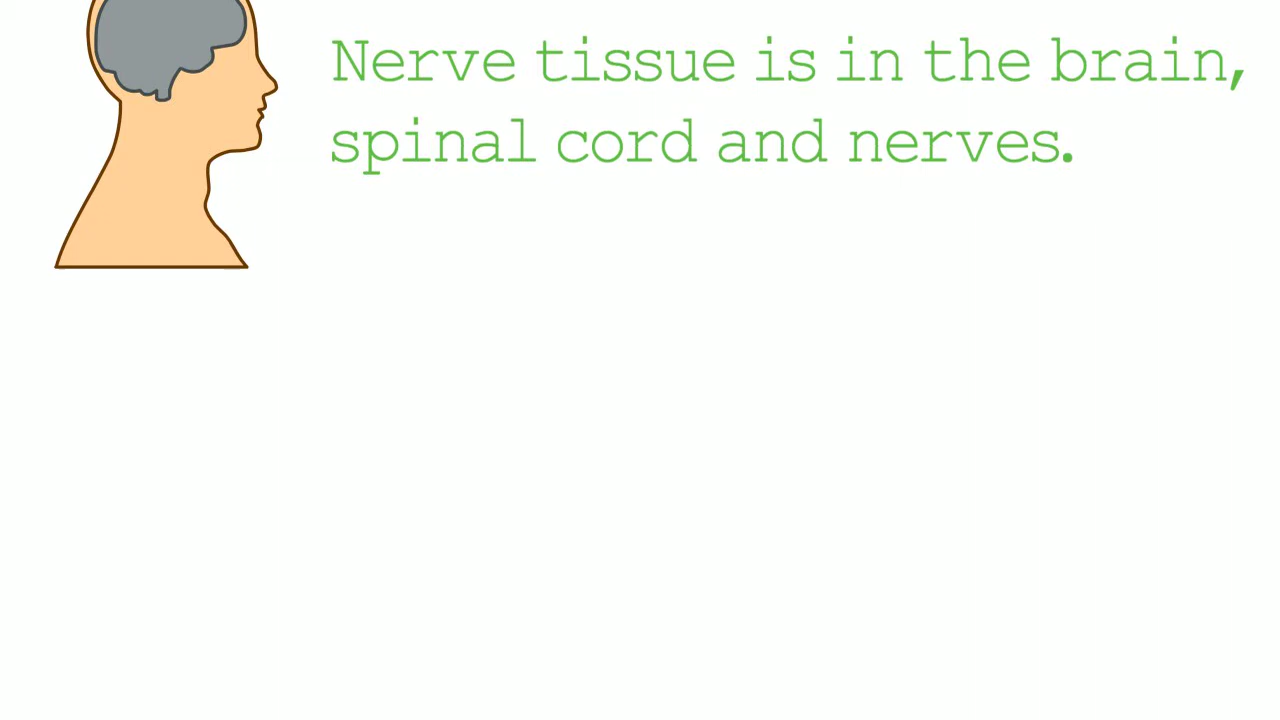 Nerve tissue is in the brain,
spinal cord and nerves.